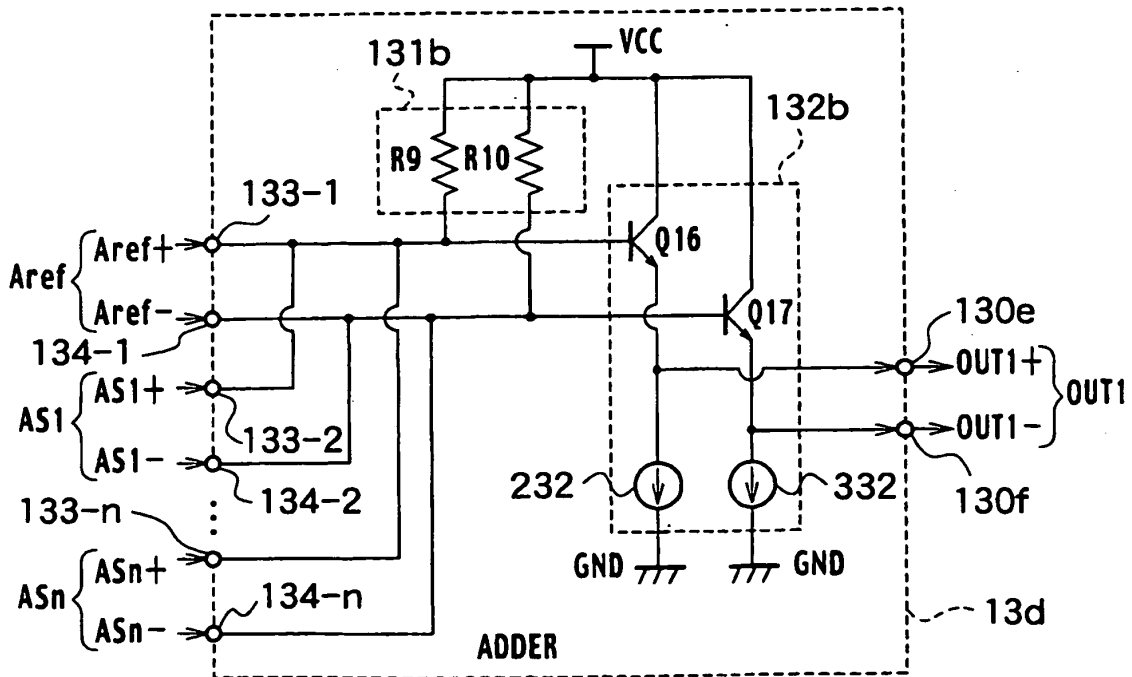 VCC
131b
132b
R9
R10
133-1
Aref
Aref+
Q16
Aref-
Q17
134-1
130e
AS1
AS1+
OUT1+
OUT1
133-2
AS1-
OUT1-
134-2
232
332
130f
133-n
ASn
ASn+
GND
GND
134-n
ASn-
13d
ADDER